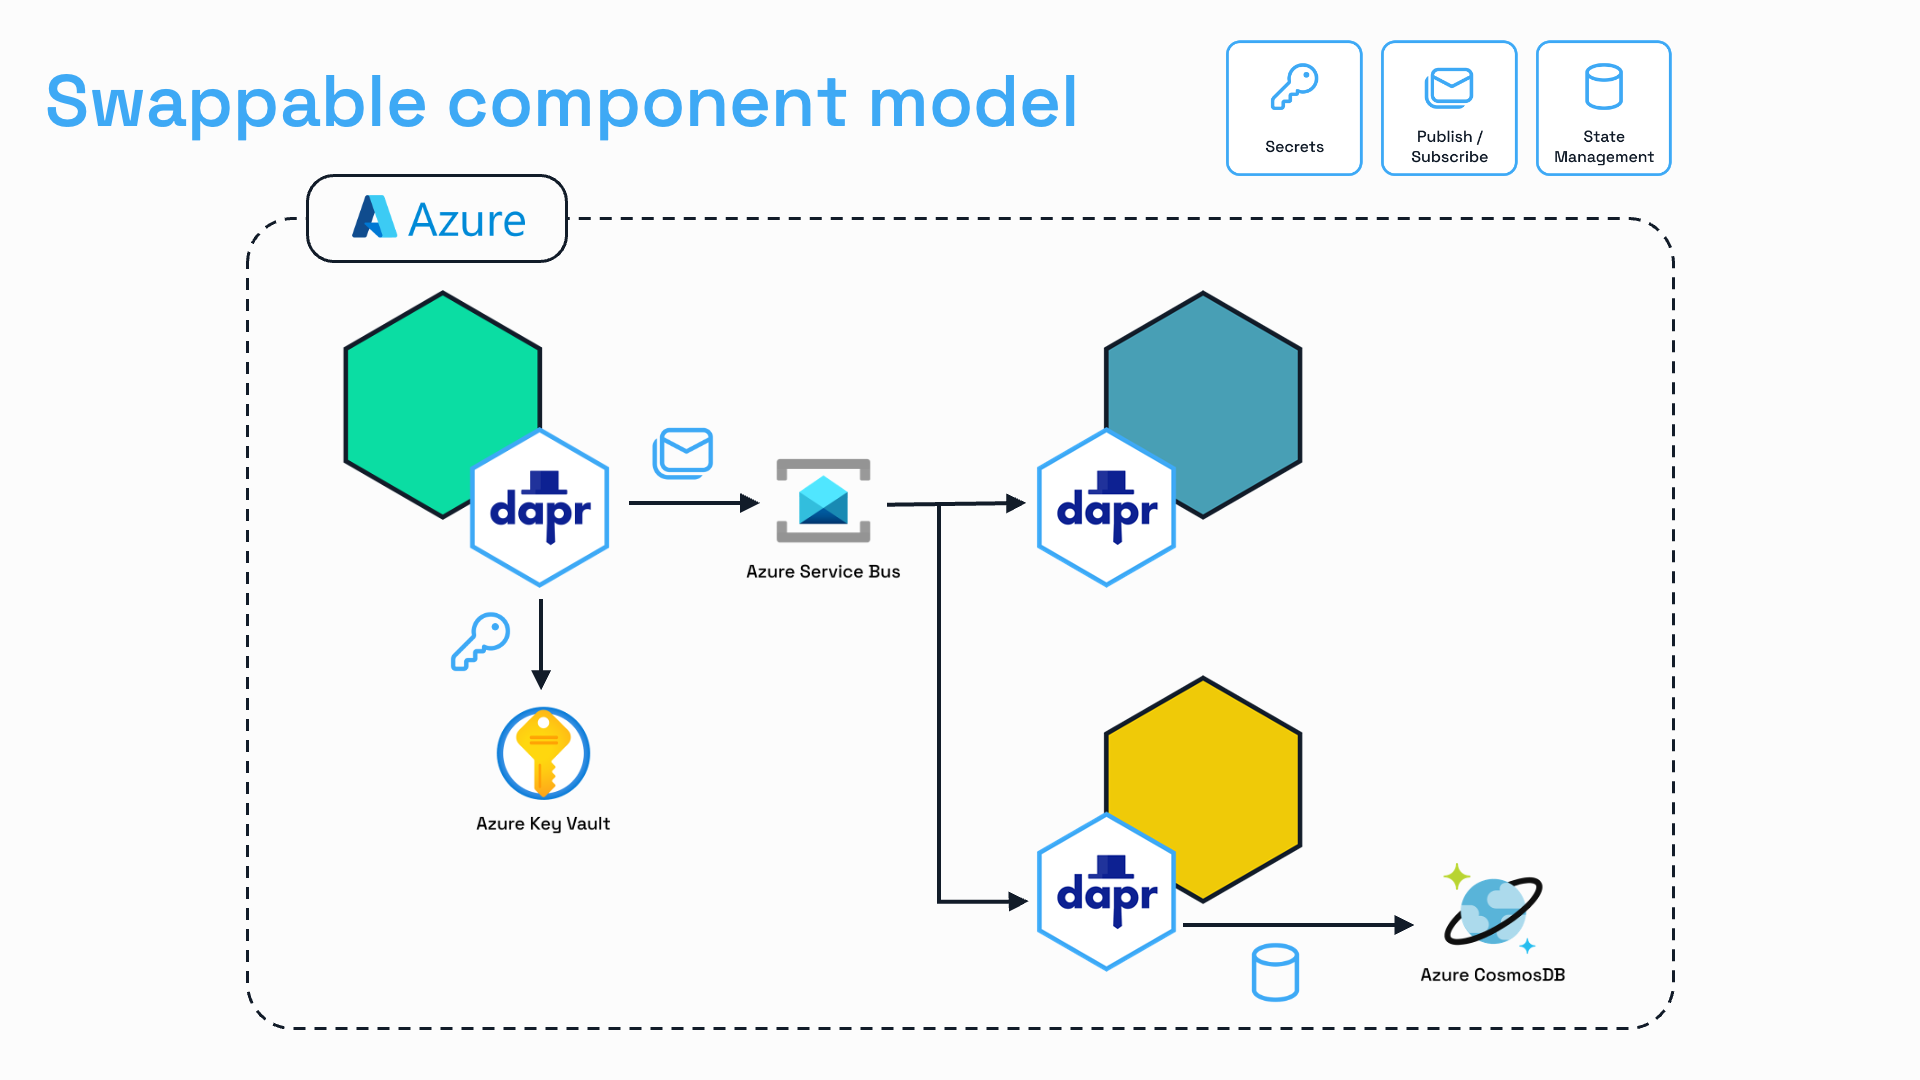 Swappable component model
Secrets
Publish /
Subscribe
State
Management
Azure
dapr
Azure Service Bus
dapr
Azure Key Vault
dapr
Azure CosmosDB